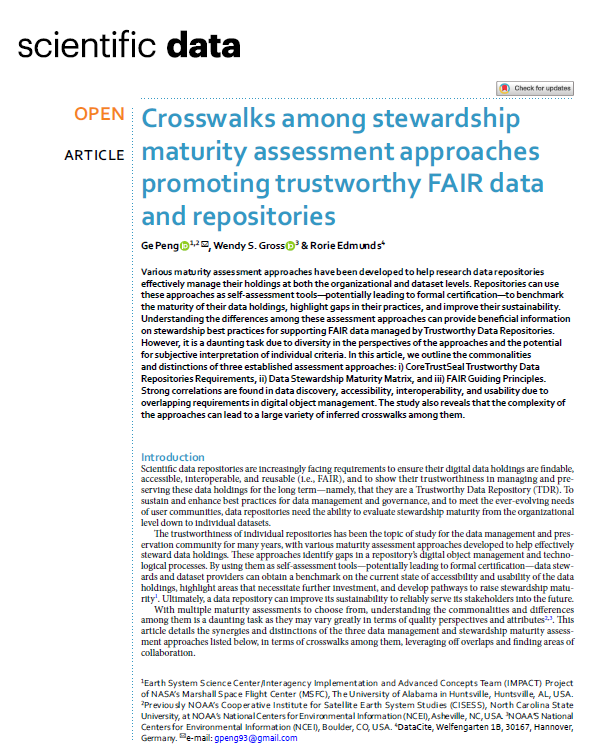 scientific data
Check for updates
OPEN
ARTICLE
Crosswalks among stewardship
maturity assessment approaches
promoting trustworthy FAIR data
and repositories
Ge Peng 1,2 ✉, Wendy S. Gross 3 & Rorie Edmunds4
Various maturity assessment approaches have been developed to help research data repositories
effectively manage their holdings at both the organizational and dataset levels. Repositories can use
these approaches as self-assessment tools—potentially leading to formal certification—to benchmark
the maturity of their data holdings, highlight gaps in their practices, and improve their sustainability.
Understanding the differences among these assessment approaches can provide beneficial information
on stewardship best practices for supporting FAIR data managed by Trustworthy Data Repositories.
However, it is a daunting task due to diversity in the perspectives of the approaches and the potential
for subjective interpretation of individual criteria. In this article, we outline the commonalities
and distinctions of three established assessment approaches: i) CoreTrustSeal Trustworthy Data
Repositories Requirements, ii) Data Stewardship Maturity Matrix, and iii) FAIR Guiding Principles.
Strong correlations are found in data discovery, accessibility, interoperability, and usability due to
overlapping requirements in digital object management. The study also reveals that the complexity of
the approaches can lead to a large variety of inferred crosswalks among them.
Introduction
Scientific data repositories are increasingly facing requirements to ensure their digital data holdings are findable,
accessible, interoperable, and reusable (i.e., FAIR), and to show their trustworthiness in managing and pre-
serving these data holdings for the long term—namely, that they are a Trustworthy Data Repository (TDR). To
sustain and enhance best practices for data management and governance, and to meet the ever-evolving needs
of user communities, data repositories need the ability to evaluate stewardship maturity from the organizational
level down to individual datasets.
The trustworthiness of individual repositories has been the topic of study for the data management and pres-
ervation community for many years, with various maturity assessment approaches developed to help effectively
steward data holdings. These approaches identify gaps in a repository's digital object management and techno-
logical processes. By using them as self-assessment tools—potentially leading to formal certification—data stew-
ards and dataset providers can obtain a benchmark on the current state of accessibility and usability of the data
holdings, highlight areas that necessitate further investment, and develop pathways to raise stewardship matu-
rity1. Ultimately, a data repository can improve its sustainability to reliably serve its stakeholders into the future.
With multiple maturity assessments to choose from, understanding the commonalities and differences
among them is a daunting task as they may vary greatly in terms of quality perspectives and attributes2,3. This
article details the synergies and distinctions of the three data management and stewardship maturity assess-
ment approaches listed below, in terms of crosswalks among them, leveraging off overlaps and finding areas of
collaboration.
1Earth System Science Center/Interagency Implementation and Advanced Concepts Team (IMPACT) Project
of NASA's Marshall Space Flight Center (MSFC), The University of Alabama in Huntsville, Huntsville, AL, USA.
2Previously NOAA's Cooperative Institute for Satellite Earth System Studies (CISESS), North Carolina State
University, at NOAA's National Centers for Environmental Information (NCEI), Asheville, NC, USA. 3NOAA'S National
Centers for Environmental Information (NCEI), Boulder, CO, USA. 4DataCite, Welfengarten 1B, 30167, Hannover,
Germany. ✉e-mail: gpeng93@gmail.com